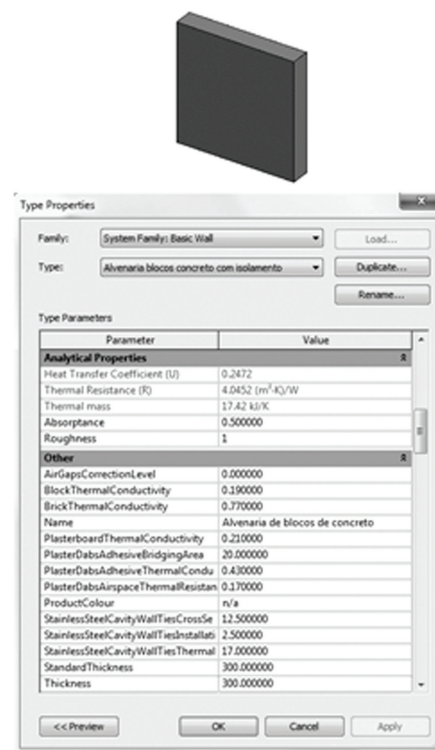 Type Properties
x
Family: System Family: Basic Wall Load...
Type: Alvenaria blocos concreto com isolamento Duplicate...
Rename...
Type Parameters
Parameter Value
Analytical Properties
Heat Transfer Coefficient (U) 0.2472
Thermal Resistance (R) 4.0452 (m²·K)/W
Thermal mass 17.42 kJ/K
Absorptance 0.500000
Roughness 1
Other
AirGapsCorrectionLevel 0.000000
BlockThermalConductivity 0.190000
BrickThermalConductivity 0.770000
Name Alvenaria de blocos de concreto
PlasterboardThermalConductivity 0.210000
PlasterDabsAdhesiveBridgingArea 20.000000
PlasterDabsAdhesiveThermalCondu 0.430000
PlasterDabsAirspaceThermalResistan 0.170000
ProductColour n/a
StainlessSteelCavityWallTiesCrossSe 12.500000
StainlessSteelCavityWallTiesInstallati 2.500000
StainlessSteelCavityWallTiesThermal 17.000000
StandardThickness 300.000000
Thickness 300.000000
<< Preview OK Cancel Apply